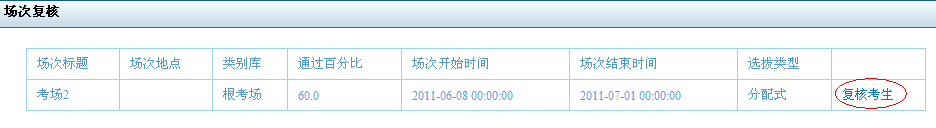 场次复核
场次标题 场次地点 类别库 通过百分比 场次开始时间 场次结束时间 选拔类型
考场2 根考场 60.0 2011-06-08 00:00:00 2011-07-01 00:00:00 分配式 复核考生